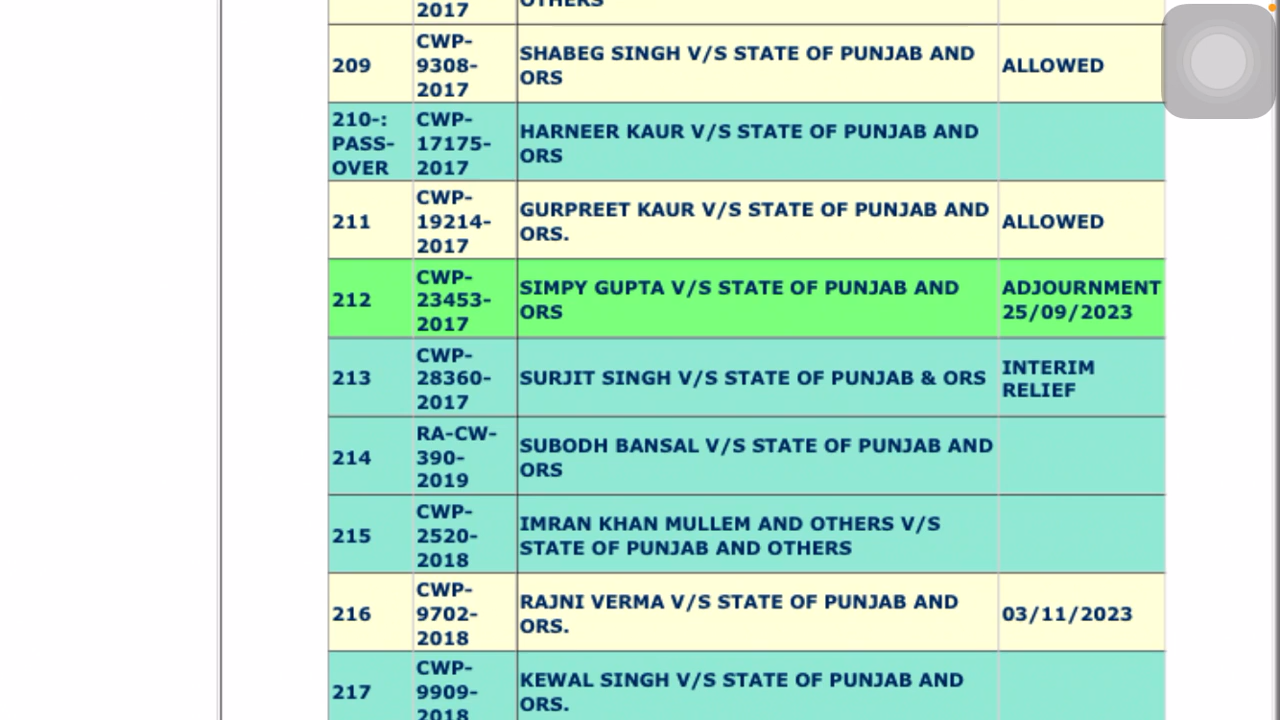 2017
OTHERS
209
CWP-
9308-
2017
SHABEG SINGH V/S STATE OF PUNJAB AND
ORS
ALLOWED
210-:
PASS-
OVER
CWP-
17175-
2017
HARNEER KAUR V/S STATE OF PUNJAB AND
ORS
211
CWP-
19214-
2017
GURPREET KAUR V/S STATE OF PUNJAB AND
ORS.
ALLOWED
212
CWP-
23453-
2017
SIMPY GUPTA V/S STATE OF PUNJAB AND
ORS
ADJOURNMENT
25/09/2023
213
CWP-
28360-
2017
SURJIT SINGH V/S STATE OF PUNJAB & ORS
INTERIM
RELIEF
214
RA-CW-
390-
2019
SUBODH BANSAL V/S STATE OF PUNJAB AND
ORS
215
CWP-
2520-
2018
IMRAN KHAN MULLEM AND OTHERS V/S
STATE OF PUNJAB AND OTHERS
216
CWP-
9702-
2018
RAJNI VERMA V/S STATE OF PUNJAB AND
ORS.
03/11/2023
217
CWP-
9909-
2018
KEWAL SINGH V/S STATE OF PUNJAB AND
ORS.